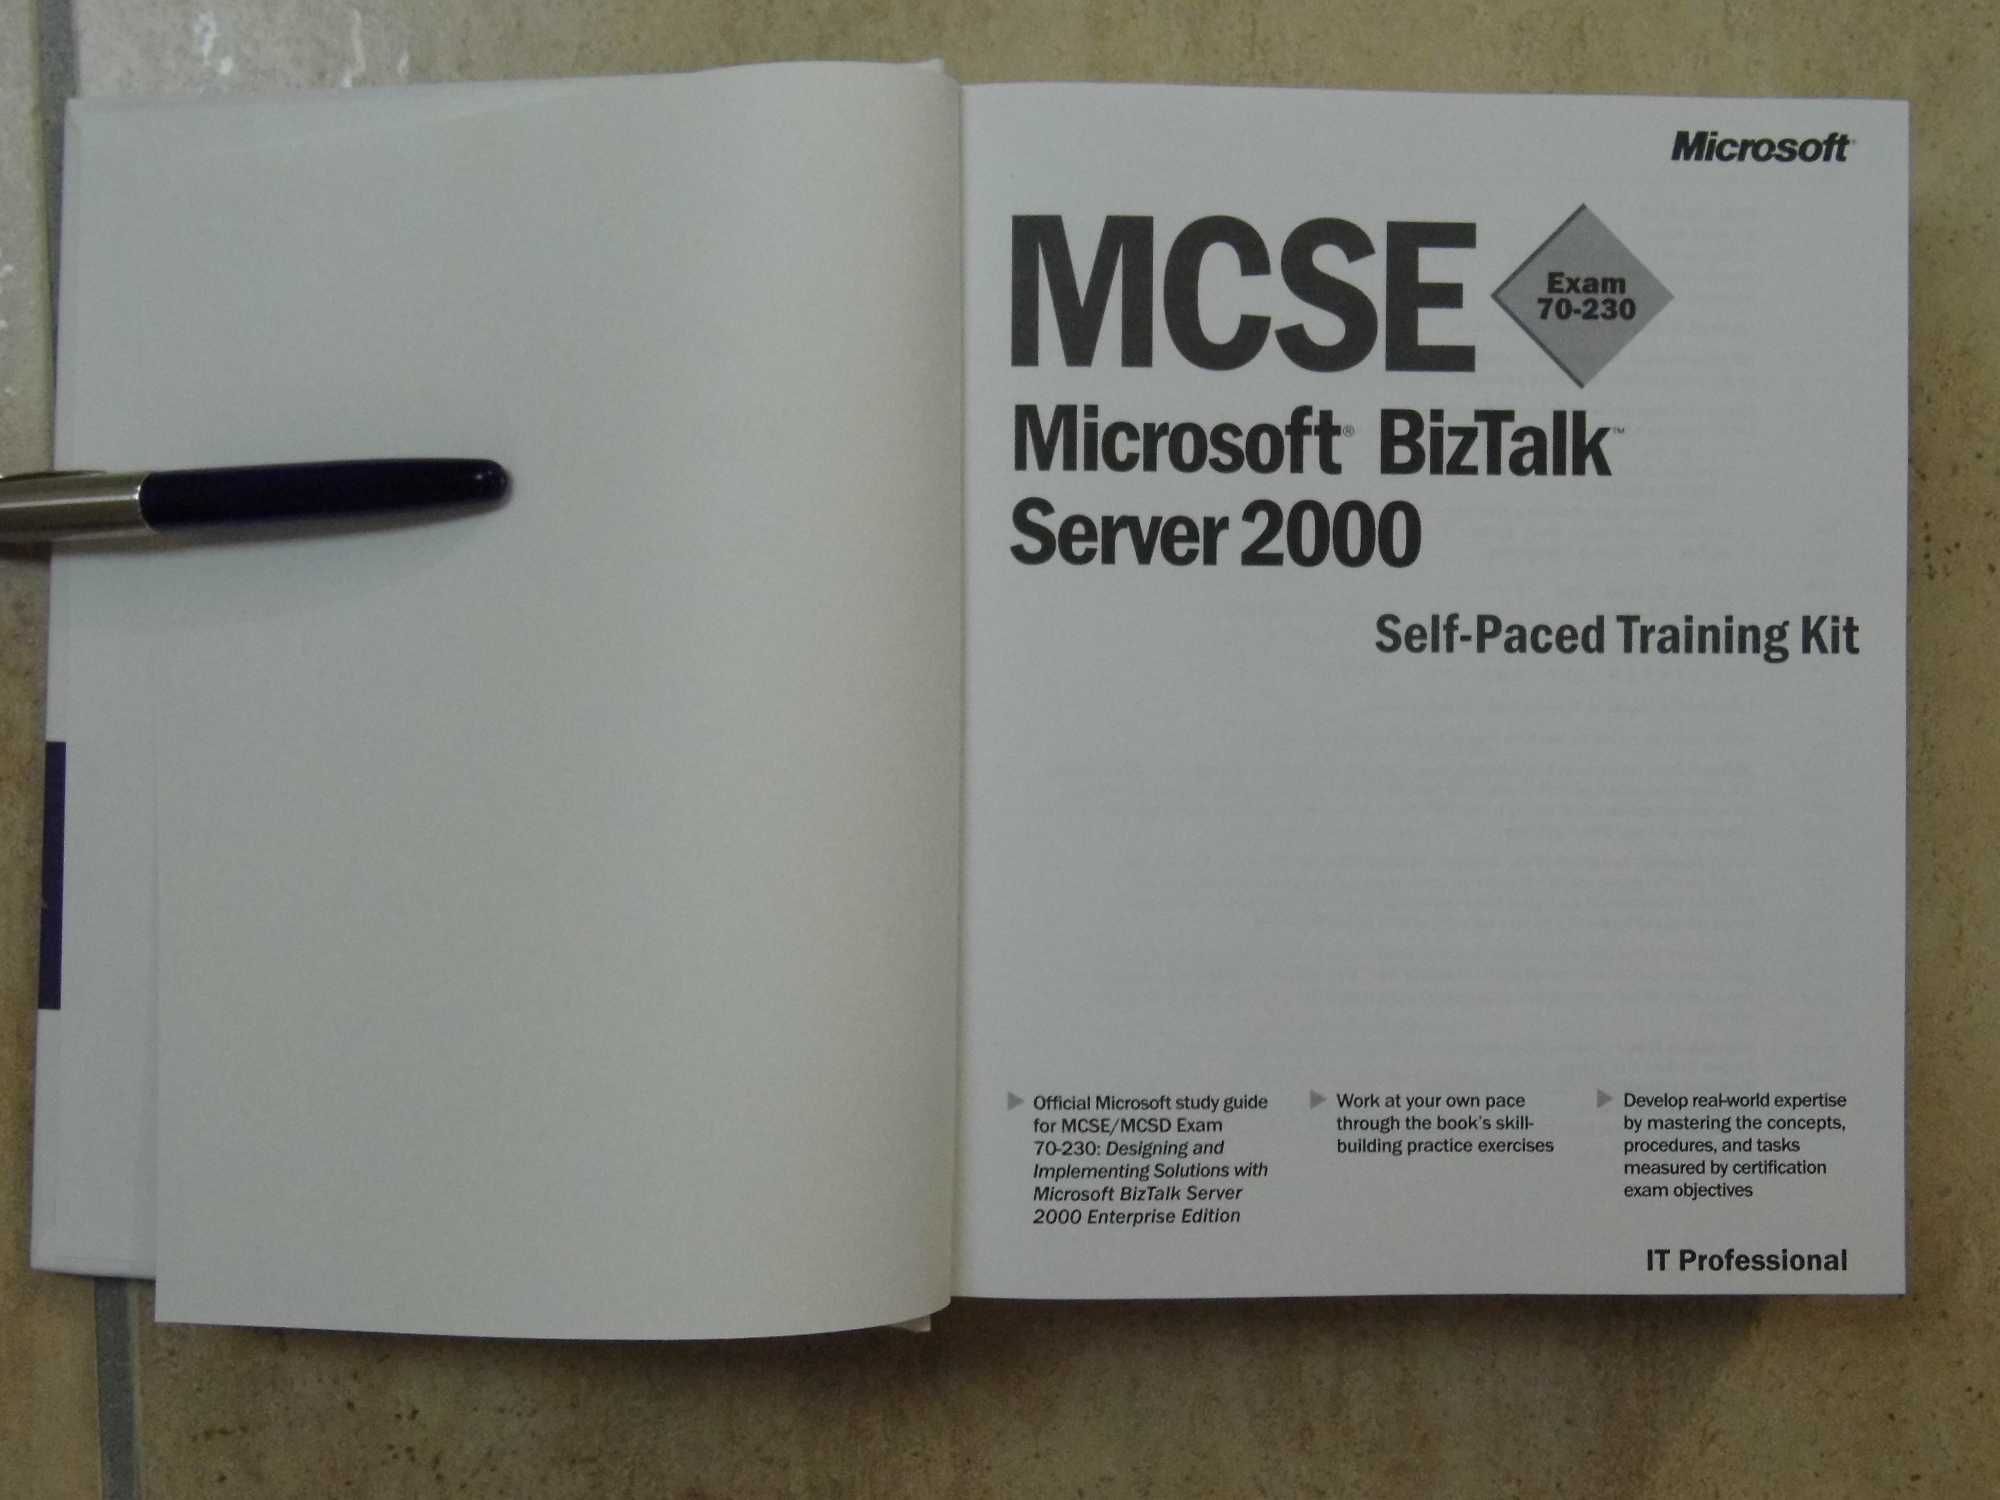 Microsoft®
MCSE
Exam
70-230
Microsoft® BizTalk™
Server 2000
Self-Paced Training Kit
Official Microsoft study guide
for MCSE/MCSD Exam
70-230: Designing and
Implementing Solutions with
Microsoft BizTalk Server
2000 Enterprise Edition
Work at your own pace
through the book's skill-
building practice exercises
Develop real-world expertise
by mastering the concepts,
procedures, and tasks
measured by certification
exam objectives
IT Professional